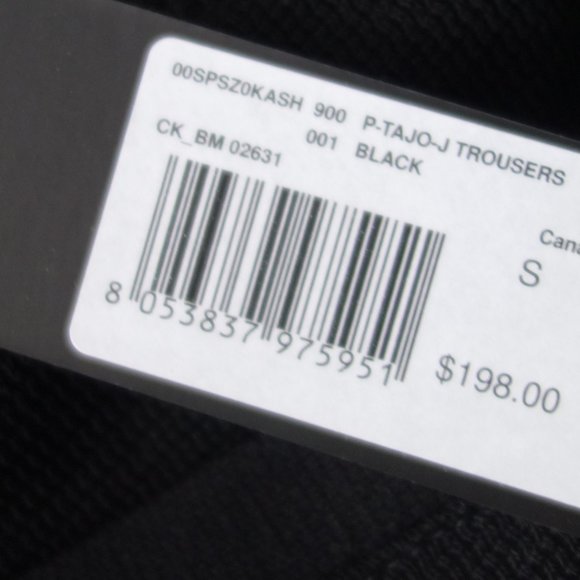 00SPSZ0KASH 900 P-TAJO-J TROUSERS
CK_BM 02631 001 BLACK
Cana
S
8 053837 975951
$198.00